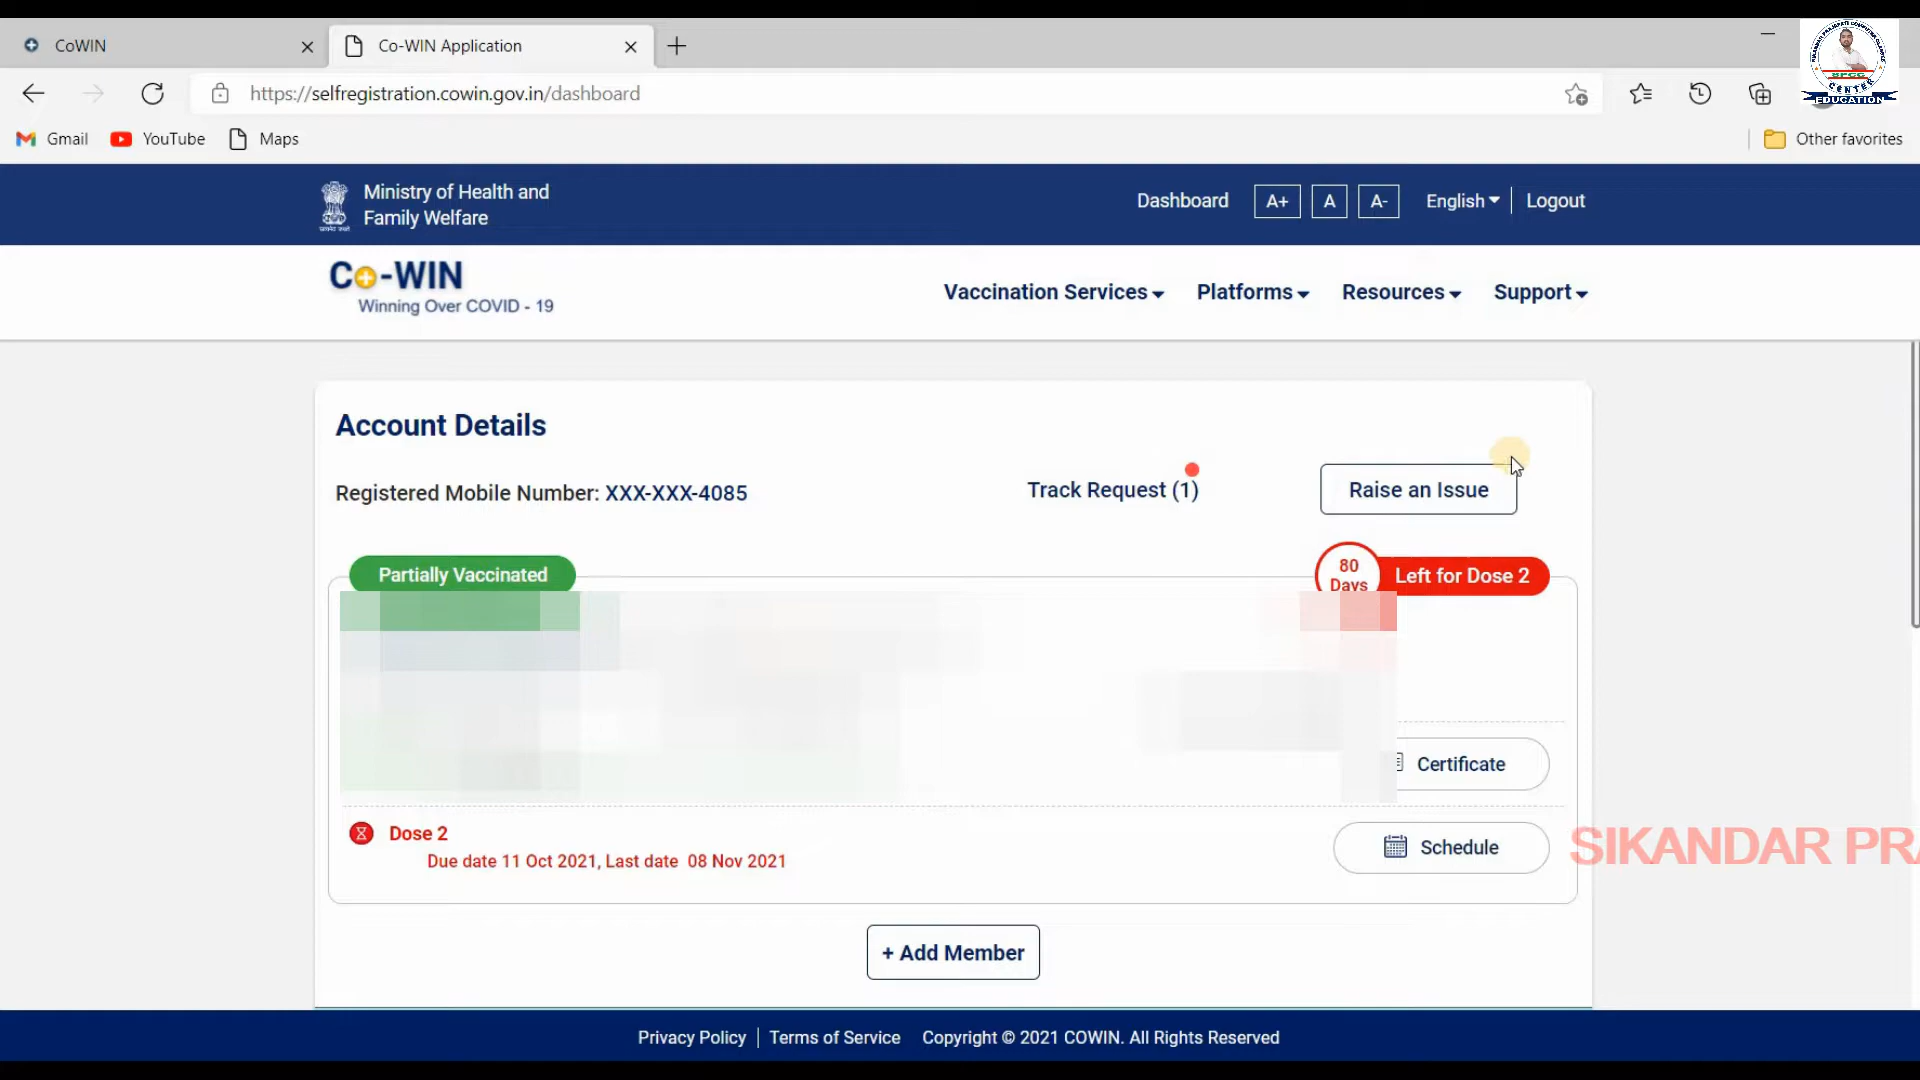 CoWIN
Co-WIN Application
https://selfregistration.cowin.gov.in/dashboard
Gmail
YouTube
Maps
Other favorites
SPCC
CENTER
EDUCATION
Ministry of Health and
Family Welfare
Dashboard
A+
A
A-
English
Logout
Co-WIN
Winning Over COVID - 19
Vaccination Services
Platforms
Resources
Support
Account Details
Registered Mobile Number: XXX-XXX-4085
Track Request (1)
Raise an Issue
Partially Vaccinated
80
Days
Left for Dose 2
Certificate
Dose 2
Due date 11 Oct 2021, Last date 08 Nov 2021
Schedule
SIKANDAR PRA
+ Add Member
Privacy Policy
Terms of Service
Copyright © 2021 COWIN. All Rights Reserved